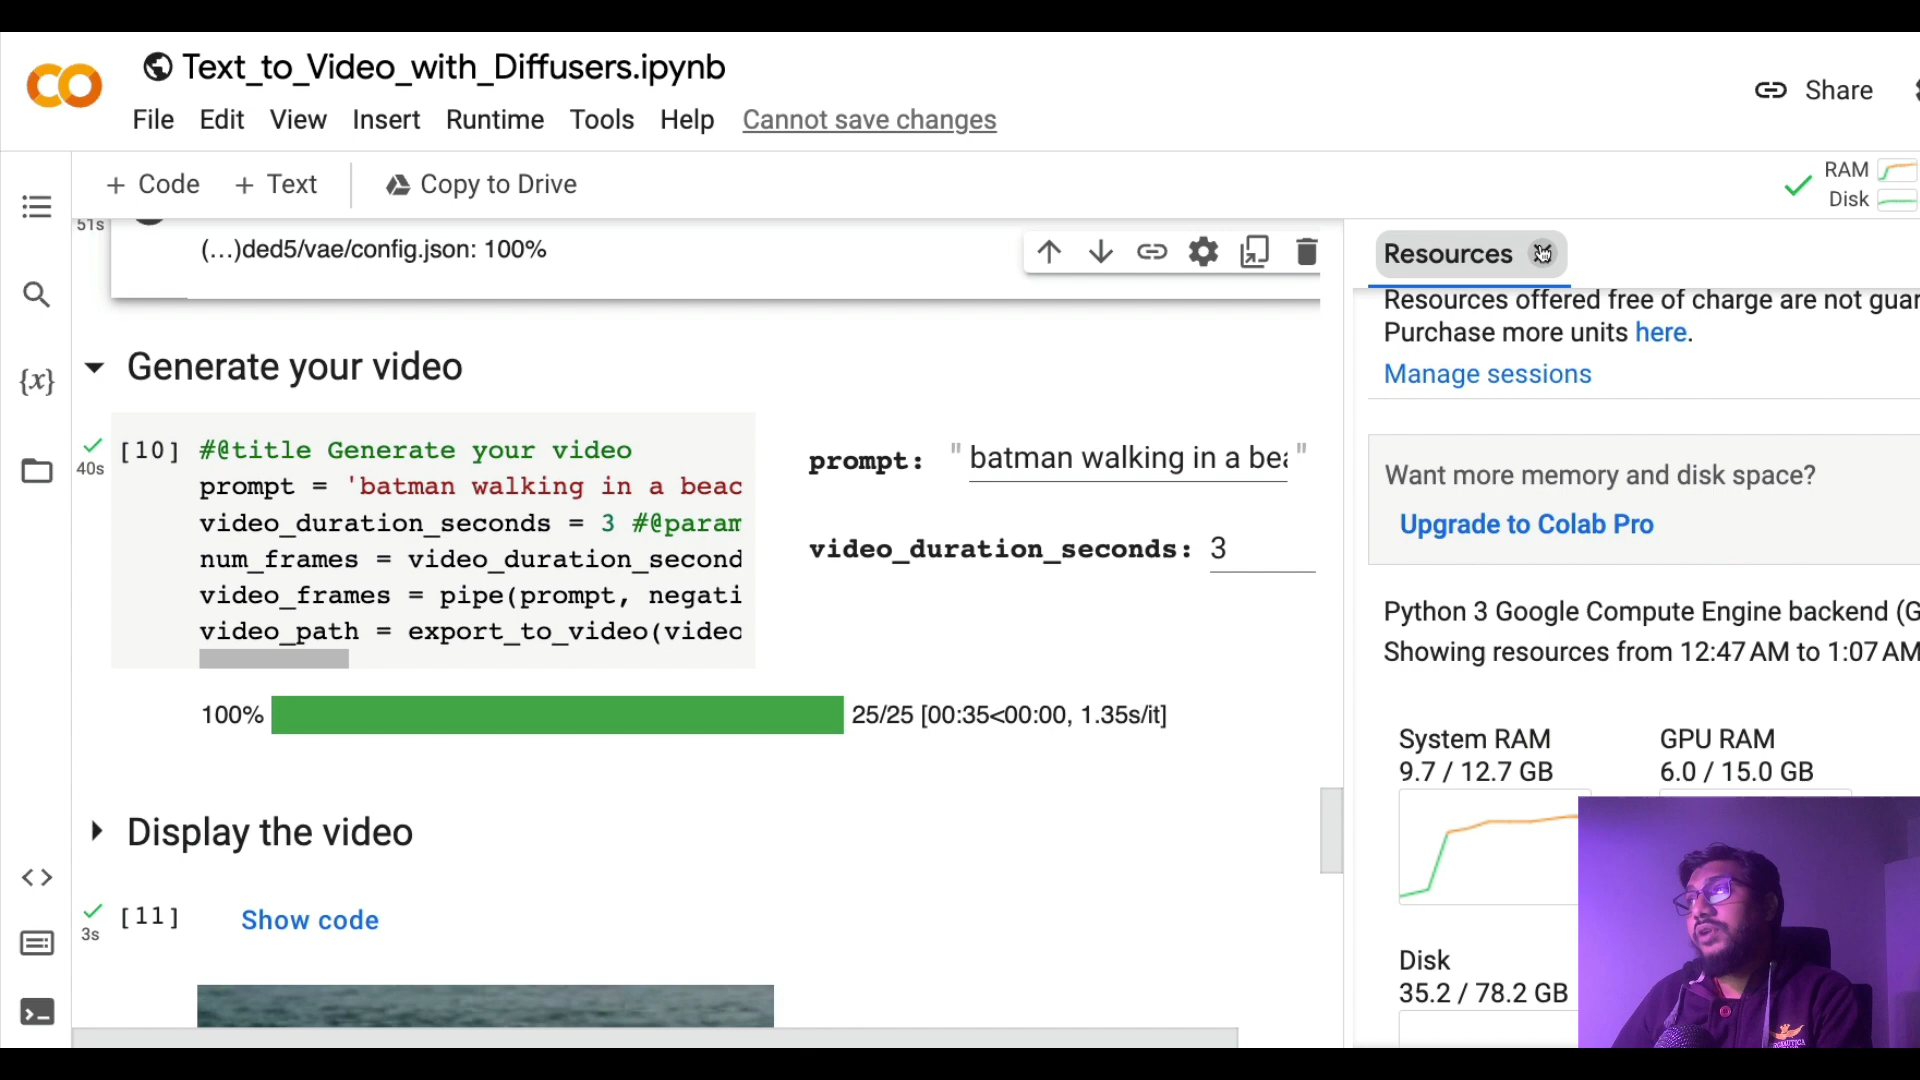 Text_to_Video_with_Diffusers.ipynb
File Edit View Insert Runtime Tools Help Cannot save changes
Share
+ Code + Text Copy to Drive
RAM
Disk
51s
(…)ded5/vae/config.json: 100%
Generate your video
40s
[10] #@title Generate your video
prompt = 'batman walking in a beac
video_duration_seconds = 3 #@param
num_frames = video_duration_second
video_frames = pipe(prompt, negati
video_path = export_to_video(video
prompt: " batman walking in a bea "
video_duration_seconds: 3
100% 25/25 [00:35<00:00, 1.35s/it]
Display the video
3s
[11] Show code
Resources
Resources offered free of charge are not guar
Purchase more units here.
Manage sessions
Want more memory and disk space?
Upgrade to Colab Pro
Python 3 Google Compute Engine backend (G
Showing resources from 12:47 AM to 1:07 AM
System RAM
9.7 / 12.7 GB
GPU RAM
6.0 / 15.0 GB
Disk
35.2 / 78.2 GB